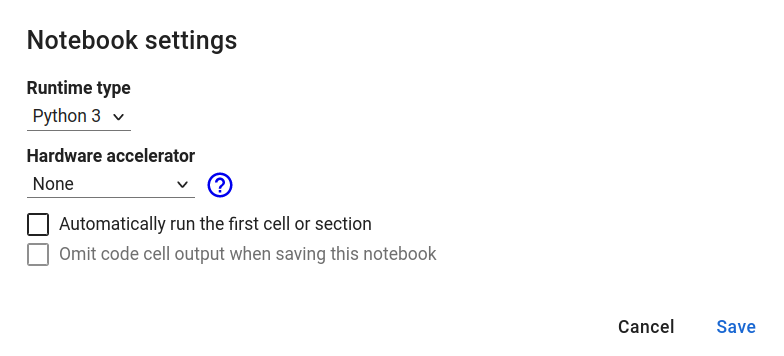 Notebook settings
Runtime type
Python 3
Hardware accelerator
None
Automatically run the first cell or section
Omit code cell output when saving this notebook
Cancel Save